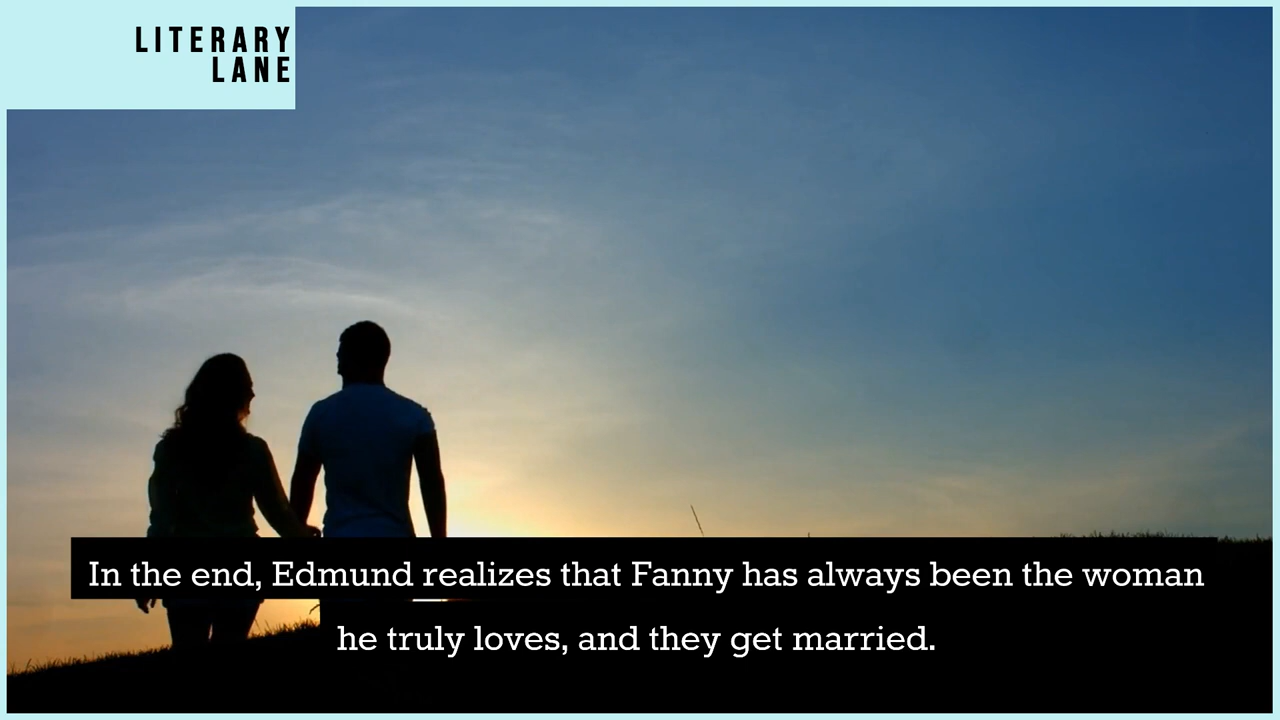 LITERARY
LANE
In the end, Edmund realizes that Fanny has always been the woman
he truly loves, and they get married.